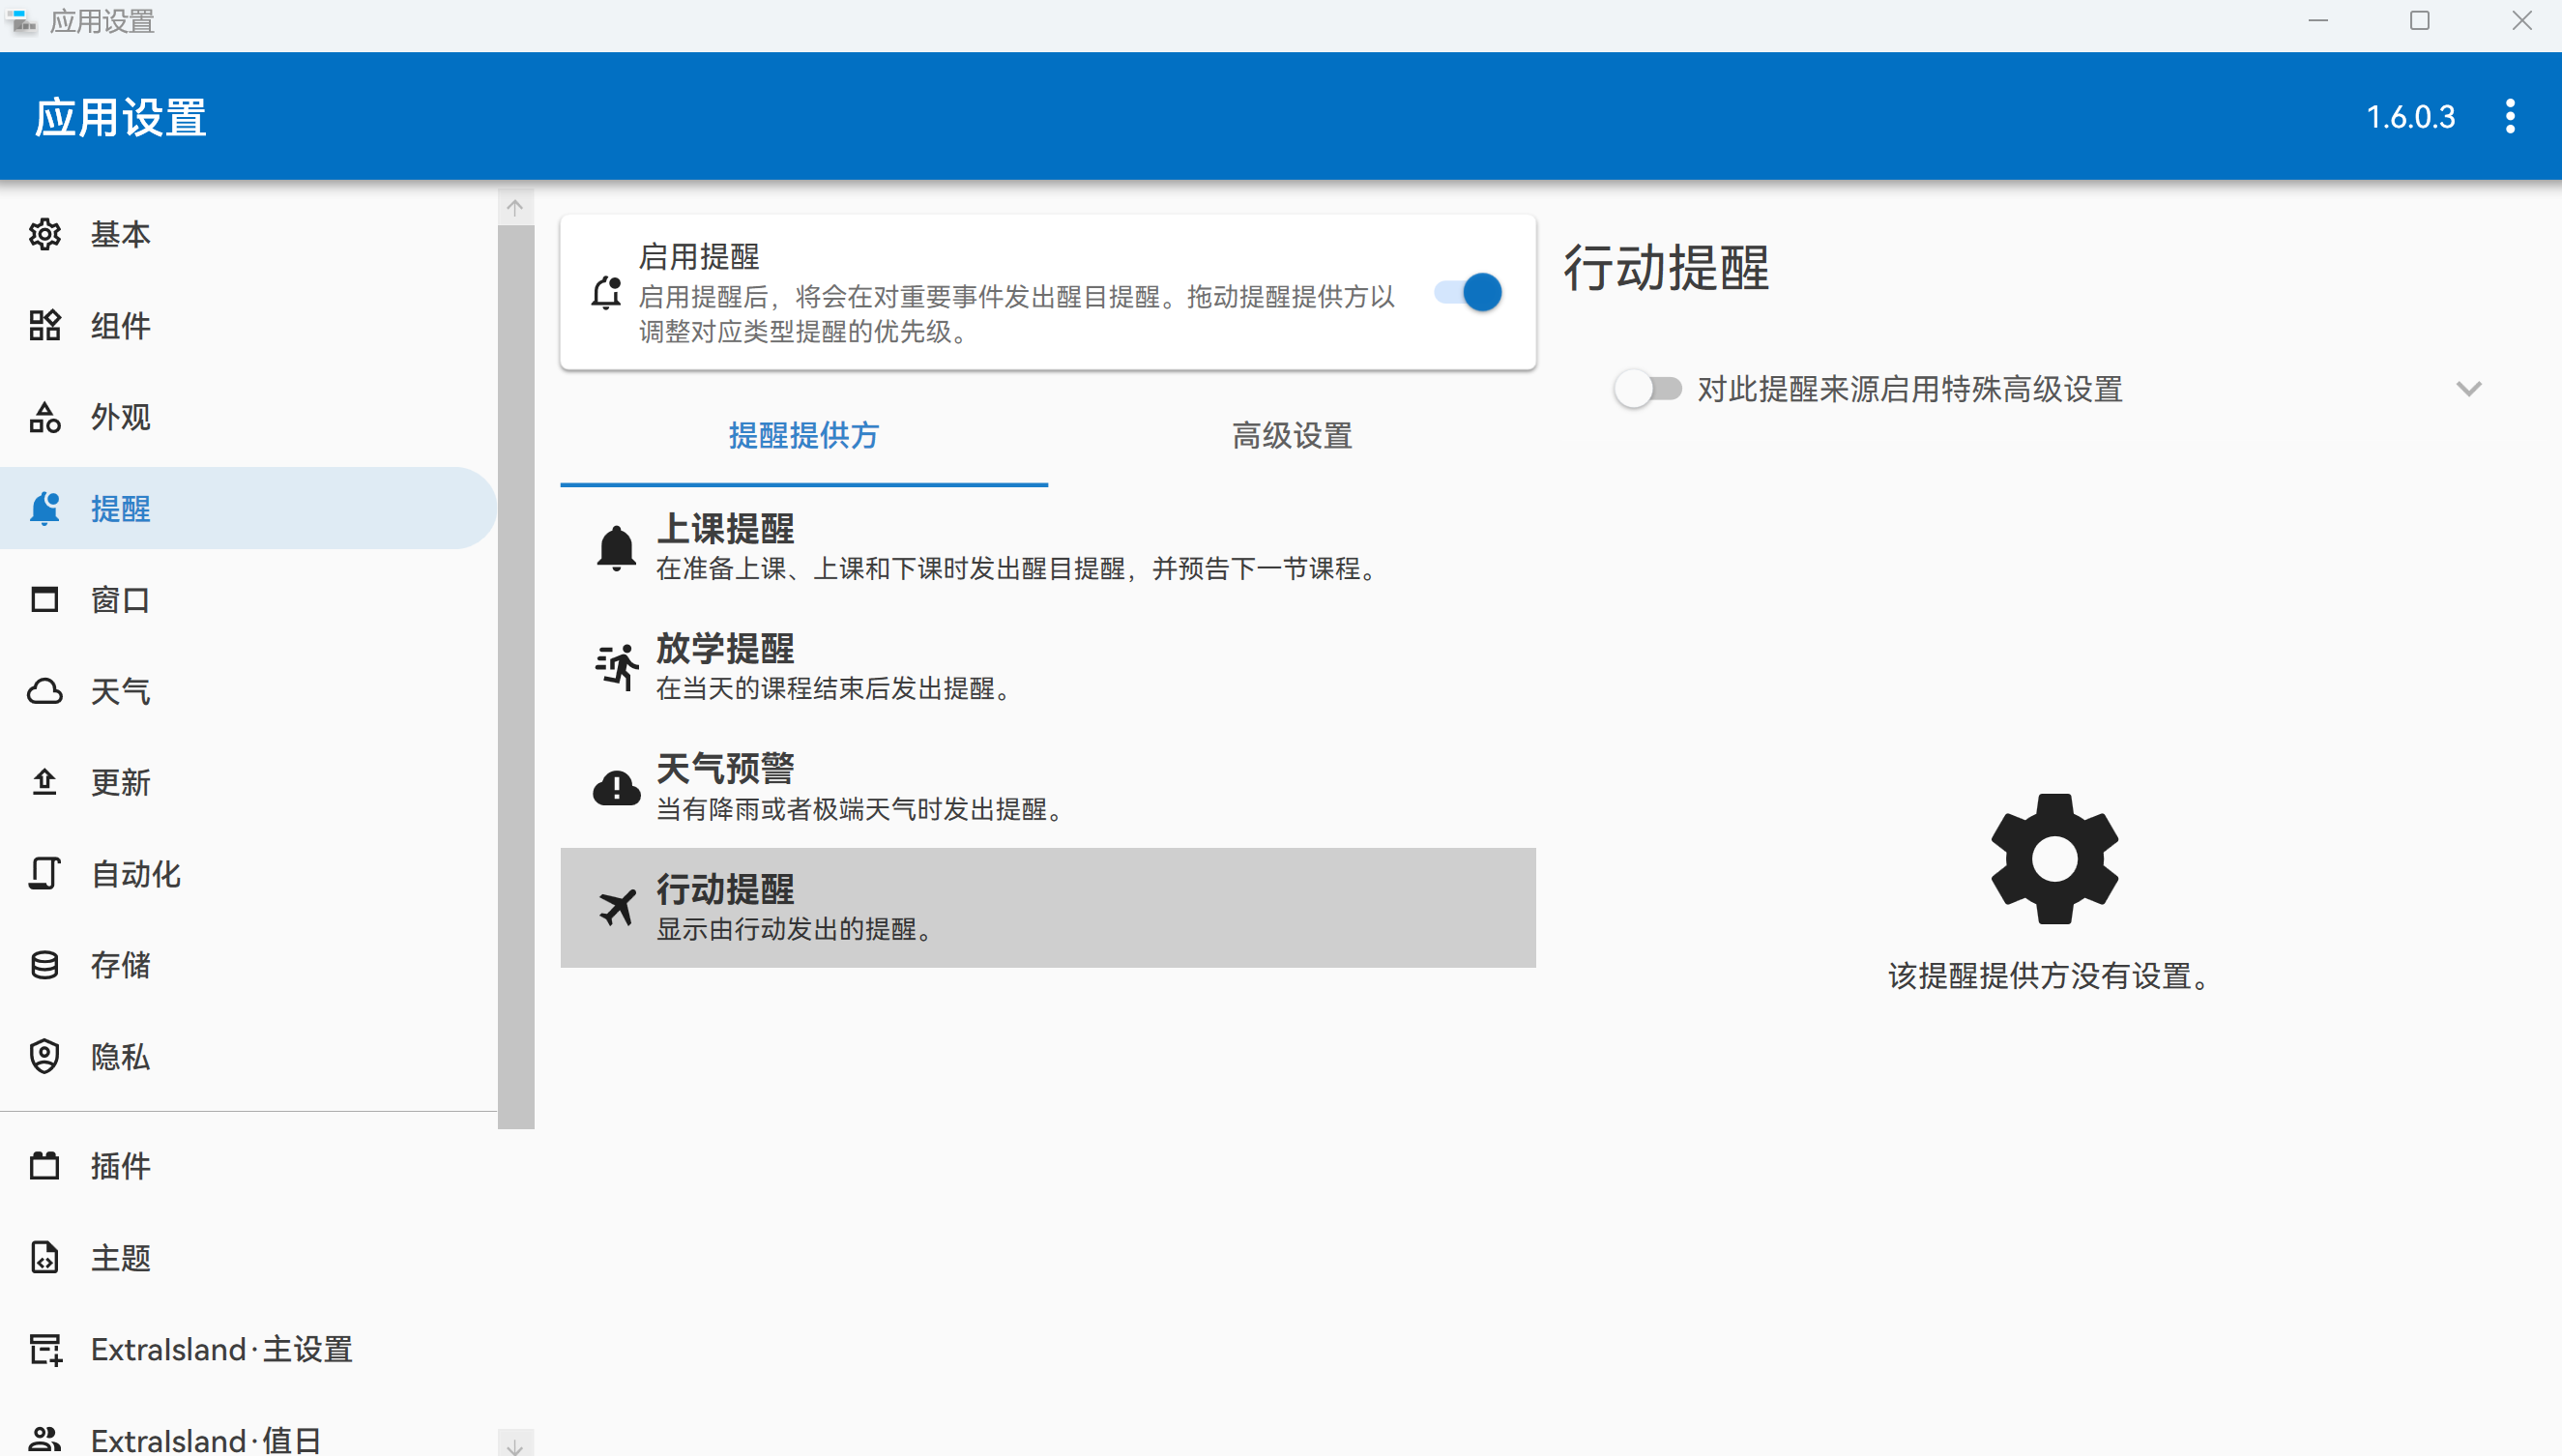 应用设置
应用设置
1.6.0.3
基本
组件
外观
提醒
窗口
天气
更新
自动化
存储
隐私
插件
主题
ExtraIsland·主设置
ExtraIsland·值日
启用提醒
启用提醒后，将会在对重要事件发出醒目提醒。拖动提醒提供方以
调整对应类型提醒的优先级。
提醒提供方
高级设置
上课提醒
在准备上课、上课和下课时发出醒目提醒，并预告下一节课程。
放学提醒
在当天的课程结束后发出提醒。
天气预警
当有降雨或者极端天气时发出提醒。
行动提醒
显示由行动发出的提醒。
行动提醒
对此提醒来源启用特殊高级设置
该提醒提供方没有设置。